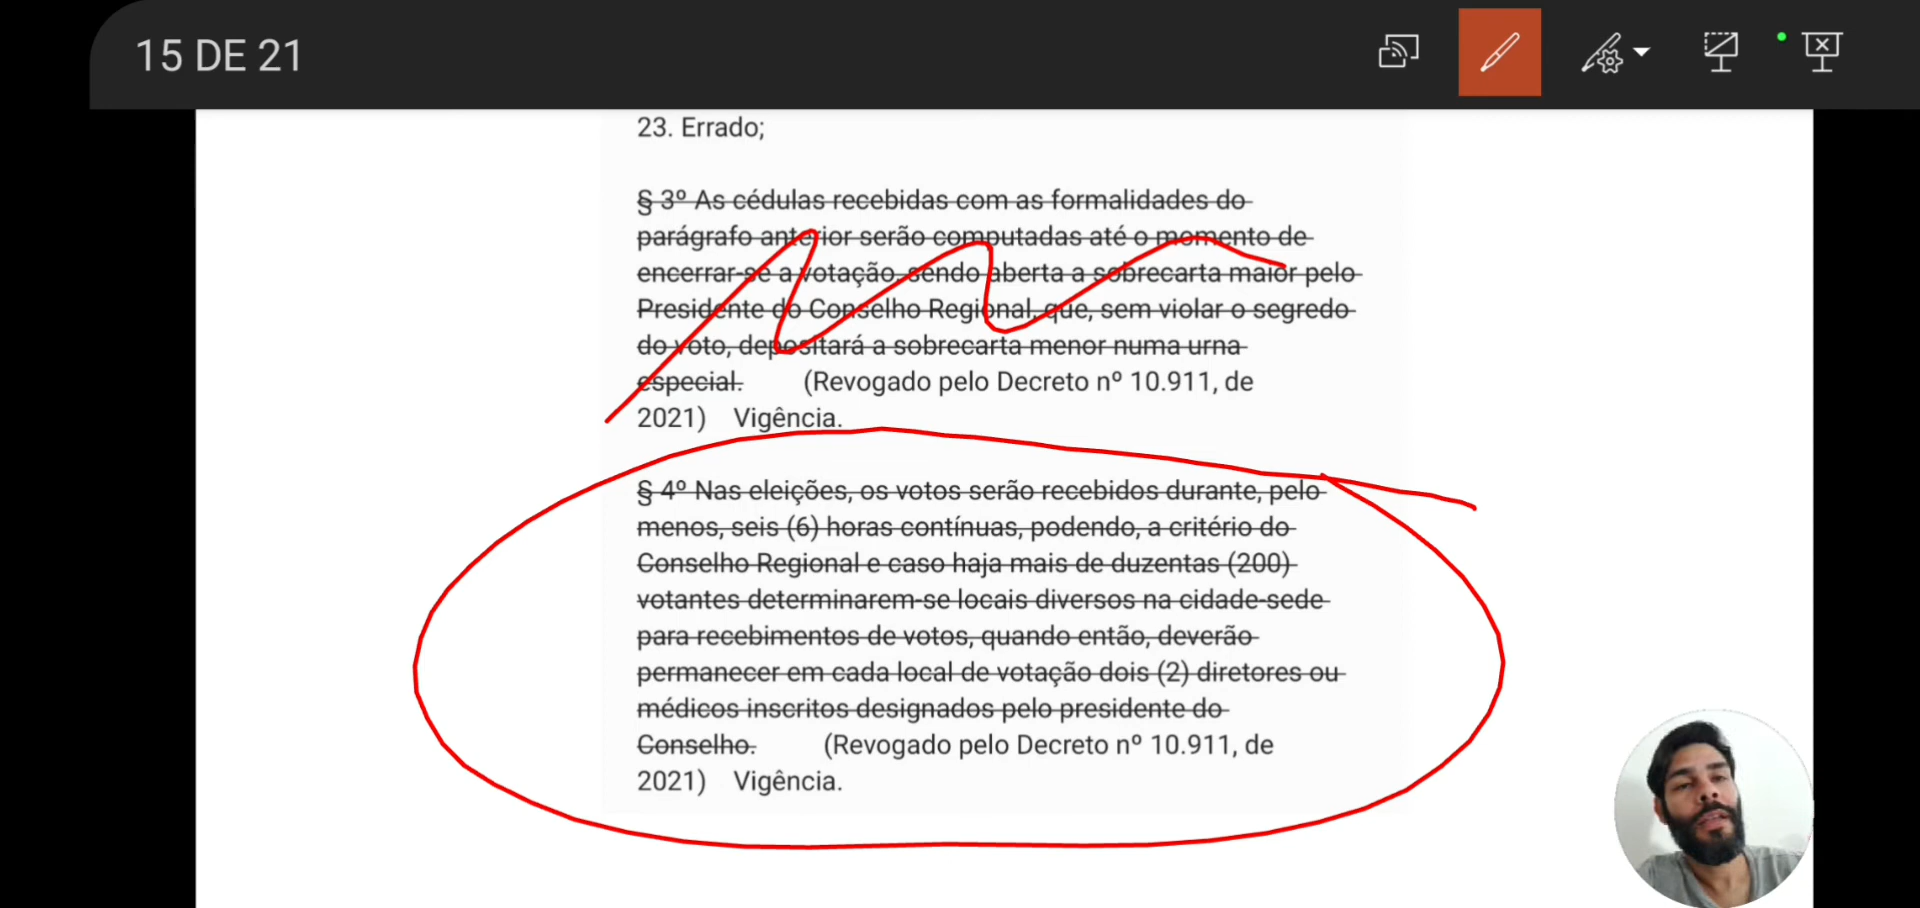 15 DE 21
23. Errado;
§ 3º As cédulas recebidas com as formalidades do
parágrafo anterior serão computadas até o momento de
encerrar-se a votação, sendo aberta a sobrecarta maior pelo
Presidente do Conselho Regional, que, sem violar o segredo
do voto, depositará a sobrecarta menor numa urna
especial. (Revogado pelo Decreto nº 10.911, de
2021) Vigência.
§ 4º Nas eleições, os votos serão recebidos durante, pelo
menos, seis (6) horas contínuas, podendo, a critério do
Conselho Regional e caso haja mais de duzentas (200)
votantes determinarem-se locais diversos na cidade-sede
para recebimentos de votos, quando então, deverão
permanecer em cada local de votação dois (2) diretores ou
médicos inscritos designados pelo presidente do
Conselho. (Revogado pelo Decreto nº 10.911, de
2021) Vigência.